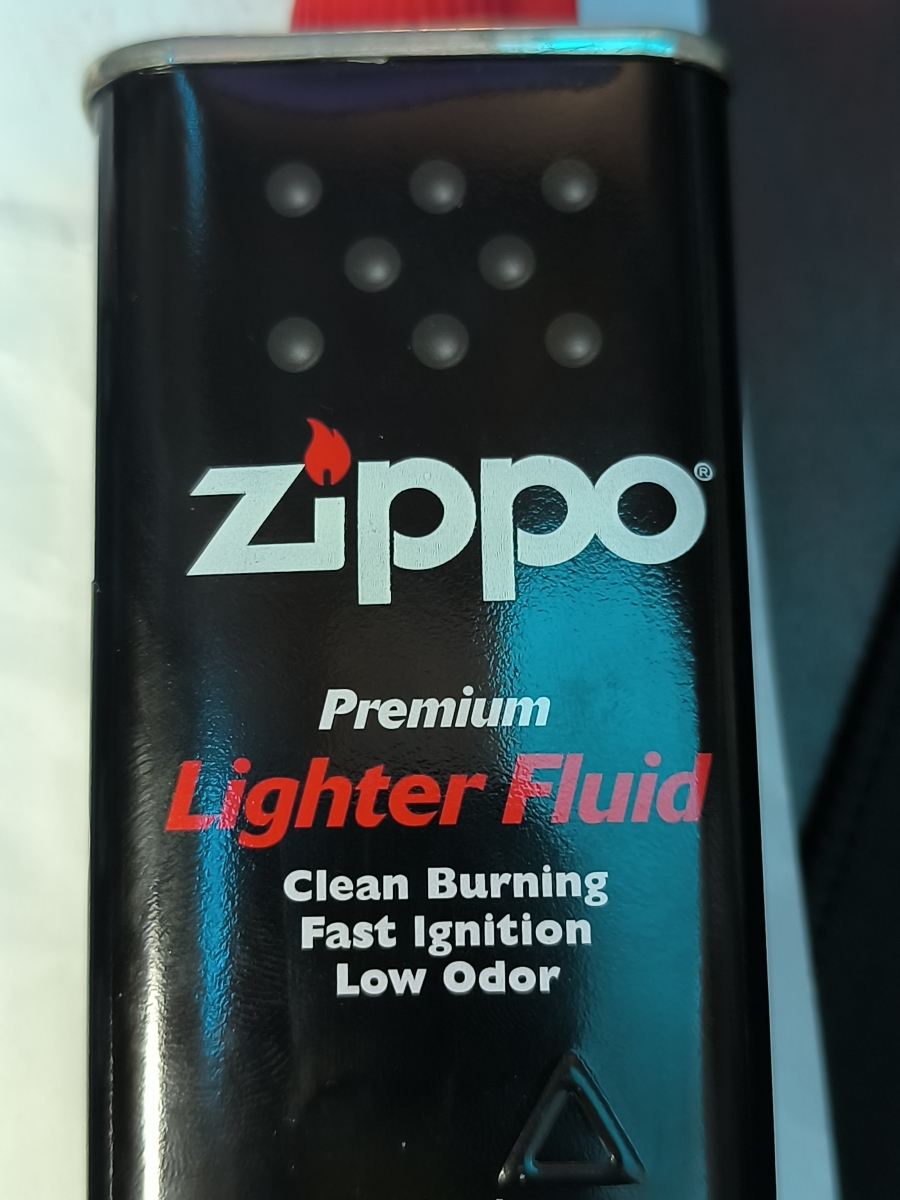 Zippo®
Premium
Lighter Fluid
Clean Burning
Fast Ignition
Low Odor